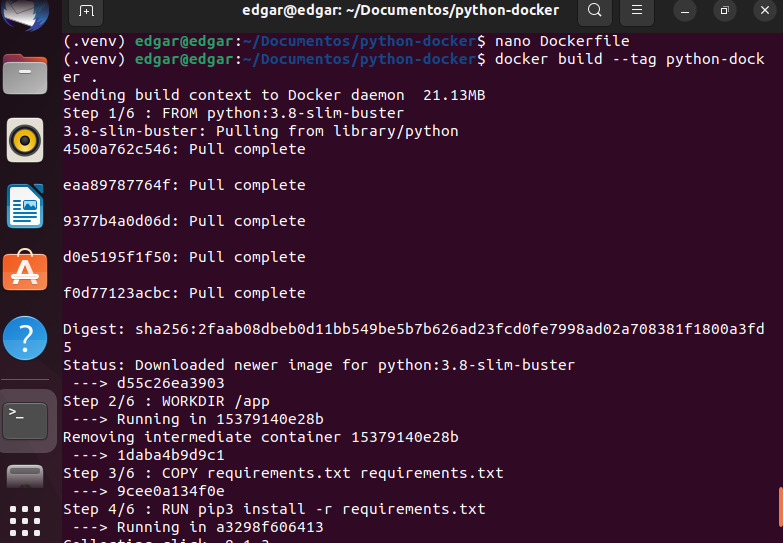 edgar@edgar: ~/Documentos/python-docker
(.venv) edgar@edgar:~/Documentos/python-docker$ nano Dockerfile
(.venv) edgar@edgar:~/Documentos/python-docker$ docker build --tag python-dock
er .
Sending build context to Docker daemon  21.13MB
Step 1/6 : FROM python:3.8-slim-buster
3.8-slim-buster: Pulling from library/python
4500a762c546: Pull complete
eaa89787764f: Pull complete
9377b4a0d06d: Pull complete
d0e5195f1f50: Pull complete
f0d77123acbc: Pull complete
Digest: sha256:2faab08dbeb0d11bb549be5b7b626ad23fcd0fe7998ad02a708381f1800a3fd
5
Status: Downloaded newer image for python:3.8-slim-buster
 ---> d55c26ea3903
Step 2/6 : WORKDIR /app
 ---> Running in 15379140e28b
Removing intermediate container 15379140e28b
 ---> 1daba4b9d9c1
Step 3/6 : COPY requirements.txt requirements.txt
 ---> 9cee0a134f0e
Step 4/6 : RUN pip3 install -r requirements.txt
 ---> Running in a3298f606413